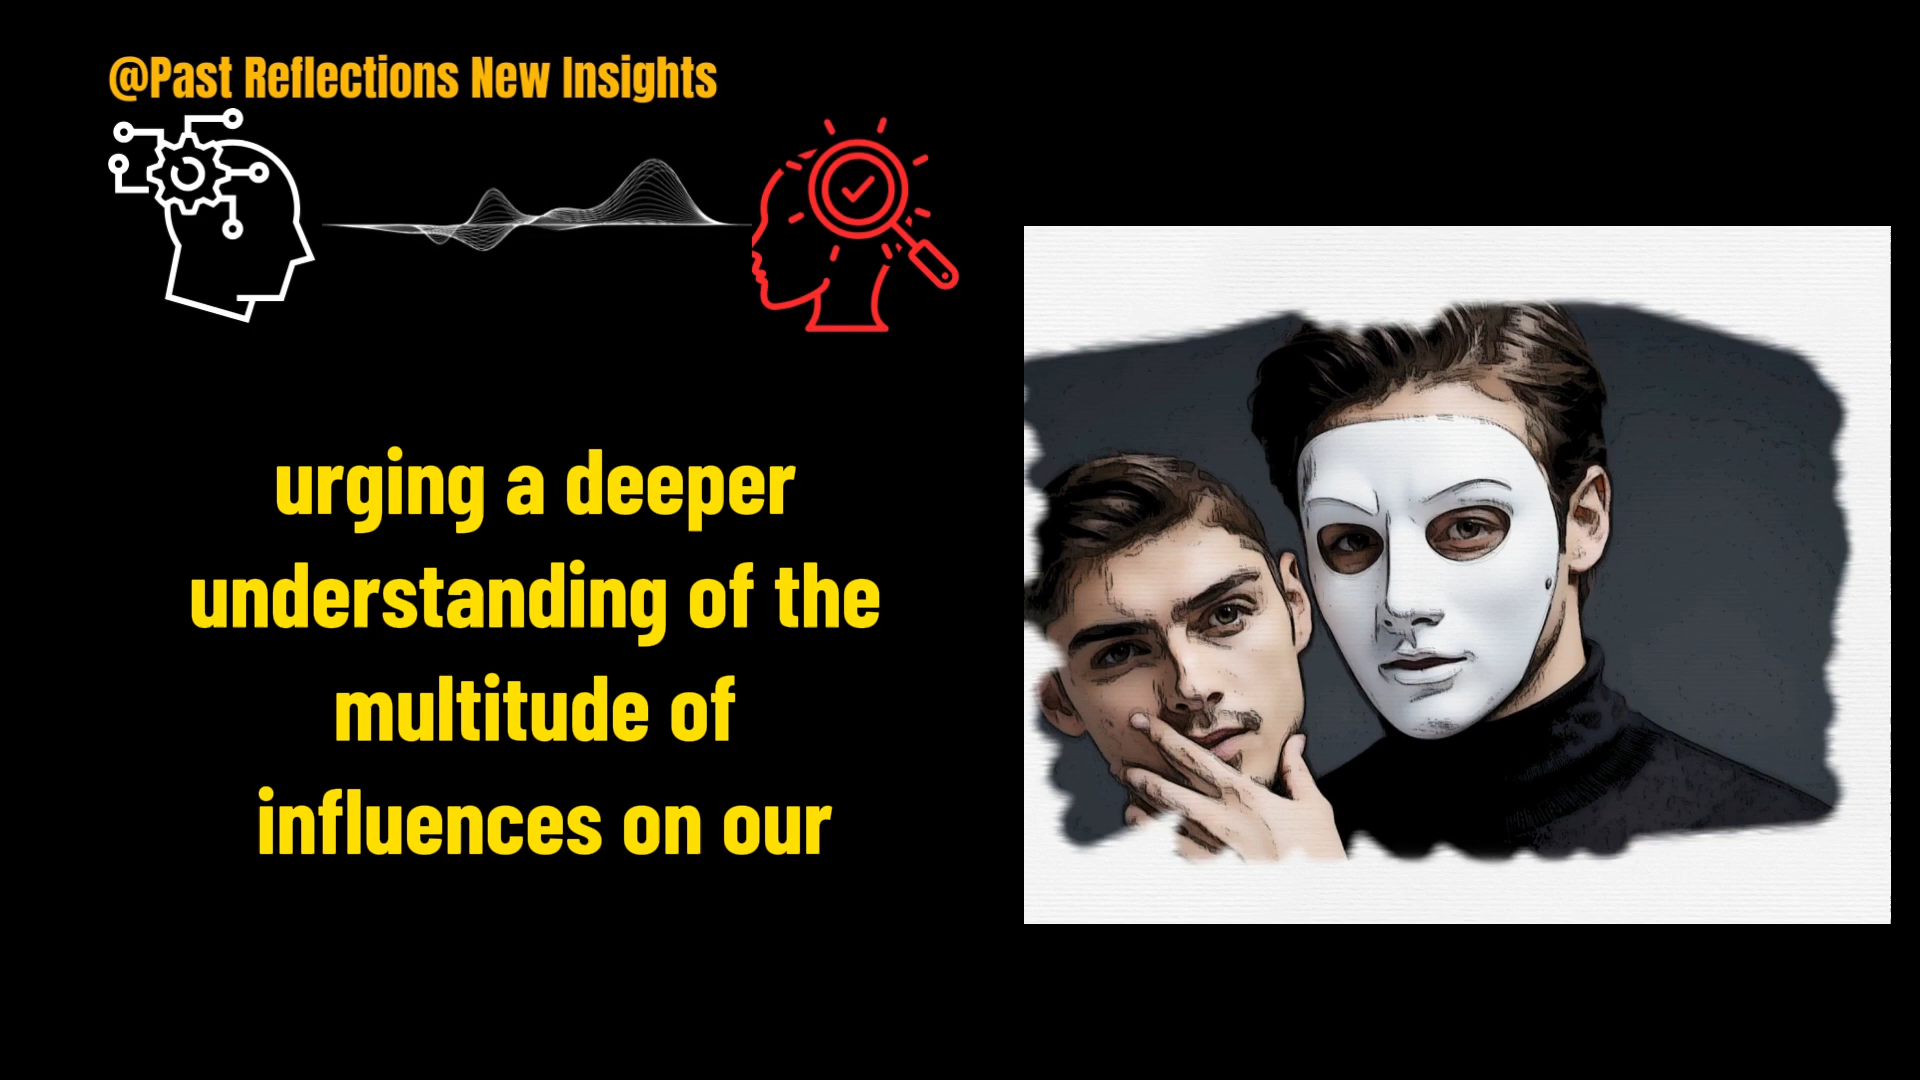 @Past Reflections New Insights
urging a deeper
understanding of the
multitude of
influences on our